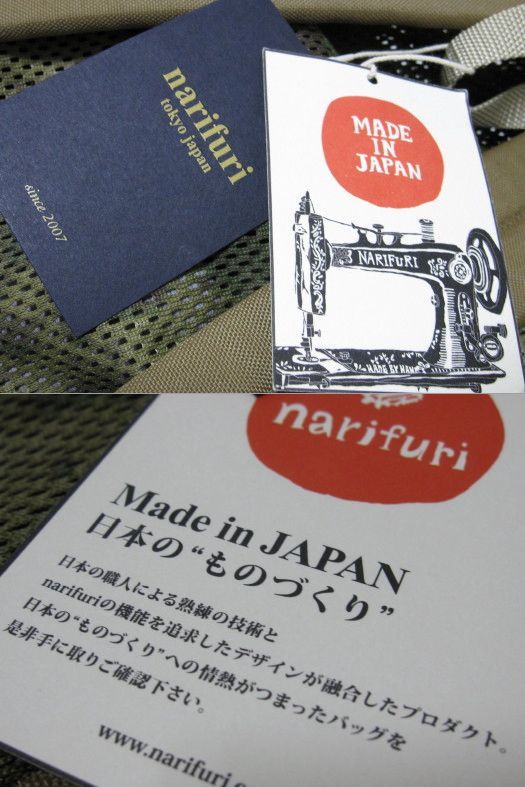 narifuri
tokyo japan
since 2007
MADE
IN
JAPAN
NARIFURI
MADE BY HAND
narifuri
Made in JAPAN
日本の“ものづくり”
日本の職人による熟練の技術と
narifuriの機能を追求したデザインが融合したプロダクト。
日本の“ものづくり”への情熱がつまったバッグを
是非手に取りご確認下さい。
www.narifuri.